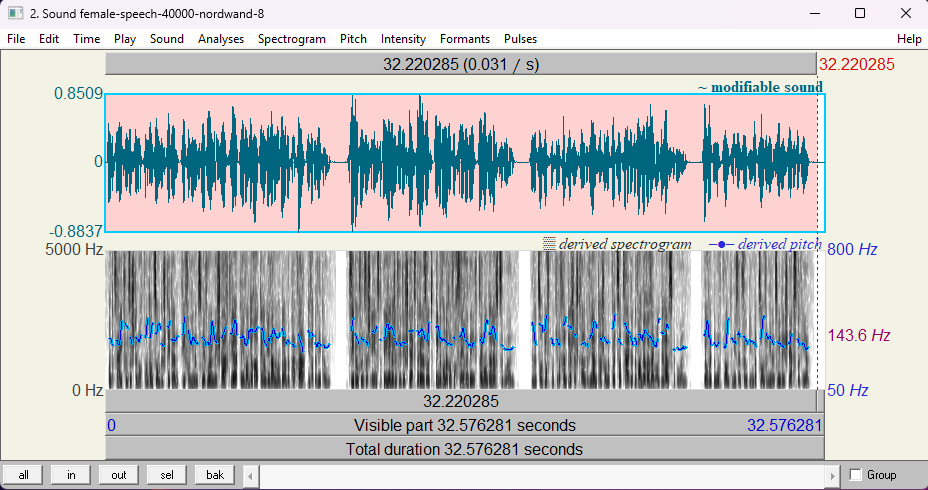 2. Sound female-speech-40000-nordwand-8
File Edit Time Play Sound Analyses Spectrogram Pitch Intensity Formants Pulses Help
32.220285 (0.031 / s) 32.220285
~ modifiable sound
0.8509
0
-0.8837
derived spectrogram derived pitch
5000 Hz 800 Hz
143.6 Hz
0 Hz 50 Hz
32.220285
0 Visible part 32.576281 seconds 32.576281
Total duration 32.576281 seconds
all in out sel bak Group